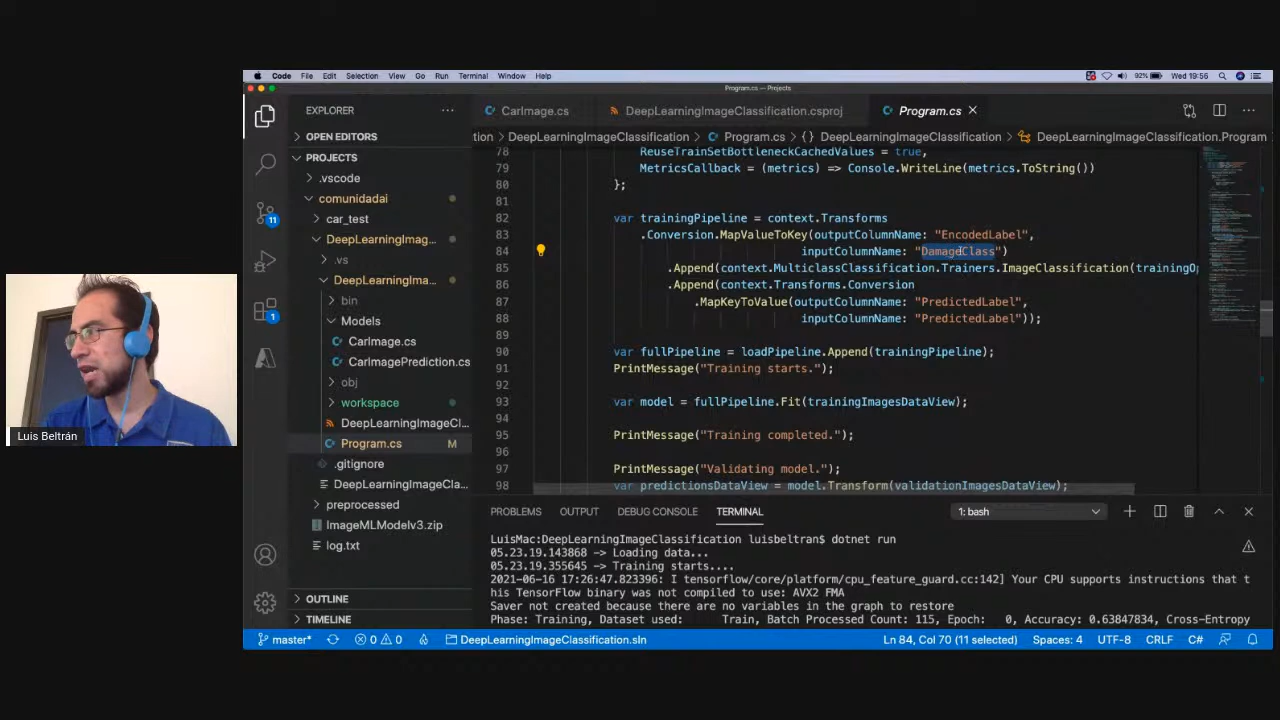 Code File Edit Selection View Go Run Terminal Window Help
92% Wed 19:56
Program.cs — Projects
EXPLORER
CarImage.cs
DeepLearningImageClassification.csproj
Program.cs
OPEN EDITORS
tion > DeepLearningImageClassification > Program.cs > {} DeepLearningImageClassification > DeepLearningImageClassification.Program
PROJECTS
.vscode
comunidadai
car_test
DeepLearningImag...
.vs
DeepLearningIma...
bin
Models
CarImage.cs
CarImagePrediction.cs
obj
workspace
DeepLearningImageCl...
Program.cs M
.gitignore
DeepLearningImageCla...
preprocessed
ImageMLModelv3.zip
log.txt
OUTLINE
TIMELINE
11
1
78 ReuseTrainSetBottleneckCachedValues = true,
79 MetricsCallback = (metrics) => Console.WriteLine(metrics.ToString())
80 };
81
82 var trainingPipeline = context.Transforms
83 .Conversion.MapValueToKey(outputColumnName: "EncodedLabel",
84 inputColumnName: "DamageClass")
85 .Append(context.MulticlassClassification.Trainers.ImageClassification(trainingOp
86 .Append(context.Transforms.Conversion
87 .MapKeyToValue(outputColumnName: "PredictedLabel",
88 inputColumnName: "PredictedLabel"));
89
90 var fullPipeline = loadPipeline.Append(trainingPipeline);
91 PrintMessage("Training starts.");
92
93 var model = fullPipeline.Fit(trainingImagesDataView);
94
95 PrintMessage("Training completed.");
96
97 PrintMessage("Validating model.");
98 var predictionsDataView = model.Transform(validationImagesDataView);
PROBLEMS OUTPUT DEBUG CONSOLE TERMINAL
1: bash
LuisMac:DeepLearningImageClassification luisbeltran$ dotnet run
05.23.19.143868 -> Loading data...
05.23.19.355645 -> Training starts....
2021-06-16 17:26:47.823396: I tensorflow/core/platform/cpu_feature_guard.cc:142] Your CPU supports instructions that t
his TensorFlow binary was not compiled to use: AVX2 FMA
Saver not created because there are no variables in the graph to restore
Phase: Training, Dataset used: Train, Batch Processed Count: 115, Epoch: 0, Accuracy: 0.63847834, Cross-Entropy
master* 0 0 DeepLearningImageClassification.sln
Ln 84, Col 70 (11 selected) Spaces: 4 UTF-8 CRLF C#
Luis Beltrán